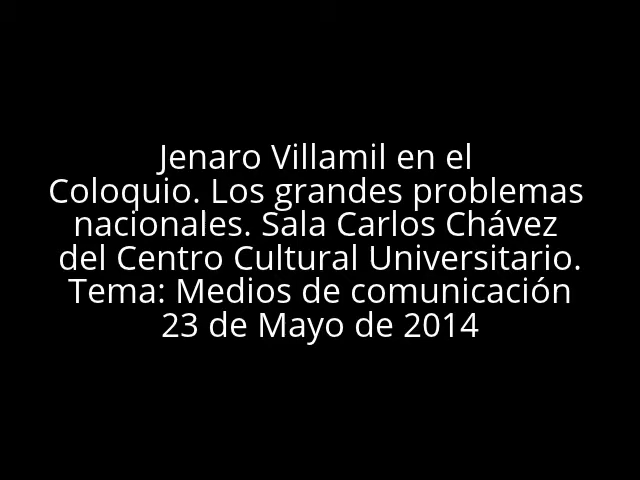 Jenaro Villamil en el
Coloquio. Los grandes problemas
nacionales. Sala Carlos Chávez
del Centro Cultural Universitario.
Tema: Medios de comunicación
23 de Mayo de 2014